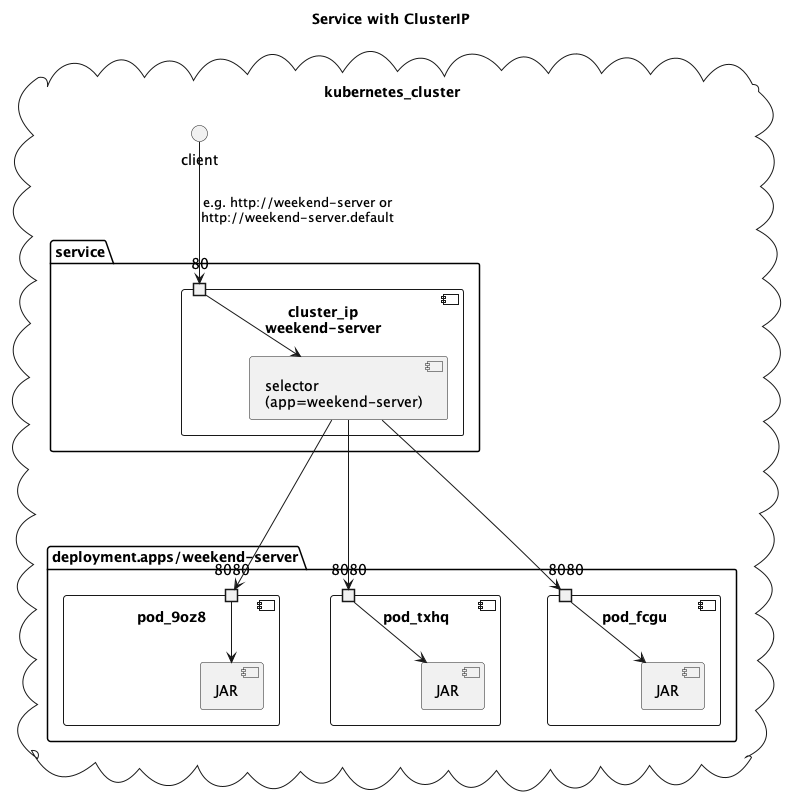 Service with ClusterIP
kubernetes_cluster
client
e.g. http://weekend-server or
http://weekend-server.default
service
80
cluster_ip
weekend-server
selector
(app=weekend-server)
deployment.apps/weekend-server
8080
8080
8080
pod_9oz8
pod_txhq
pod_fcgu
JAR
JAR
JAR